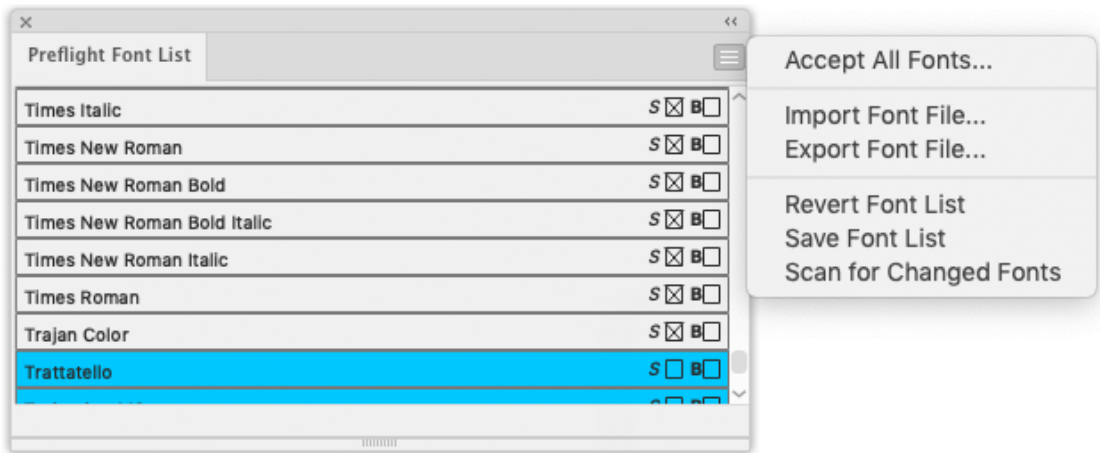 Preflight Font List
Times Italic S B
Times New Roman S B
Times New Roman Bold S B
Times New Roman Bold Italic S B
Times New Roman Italic S B
Times Roman S B
Trajan Color S B
Trattatello S B
S B
Accept All Fonts...
Import Font File...
Export Font File...
Revert Font List
Save Font List
Scan for Changed Fonts